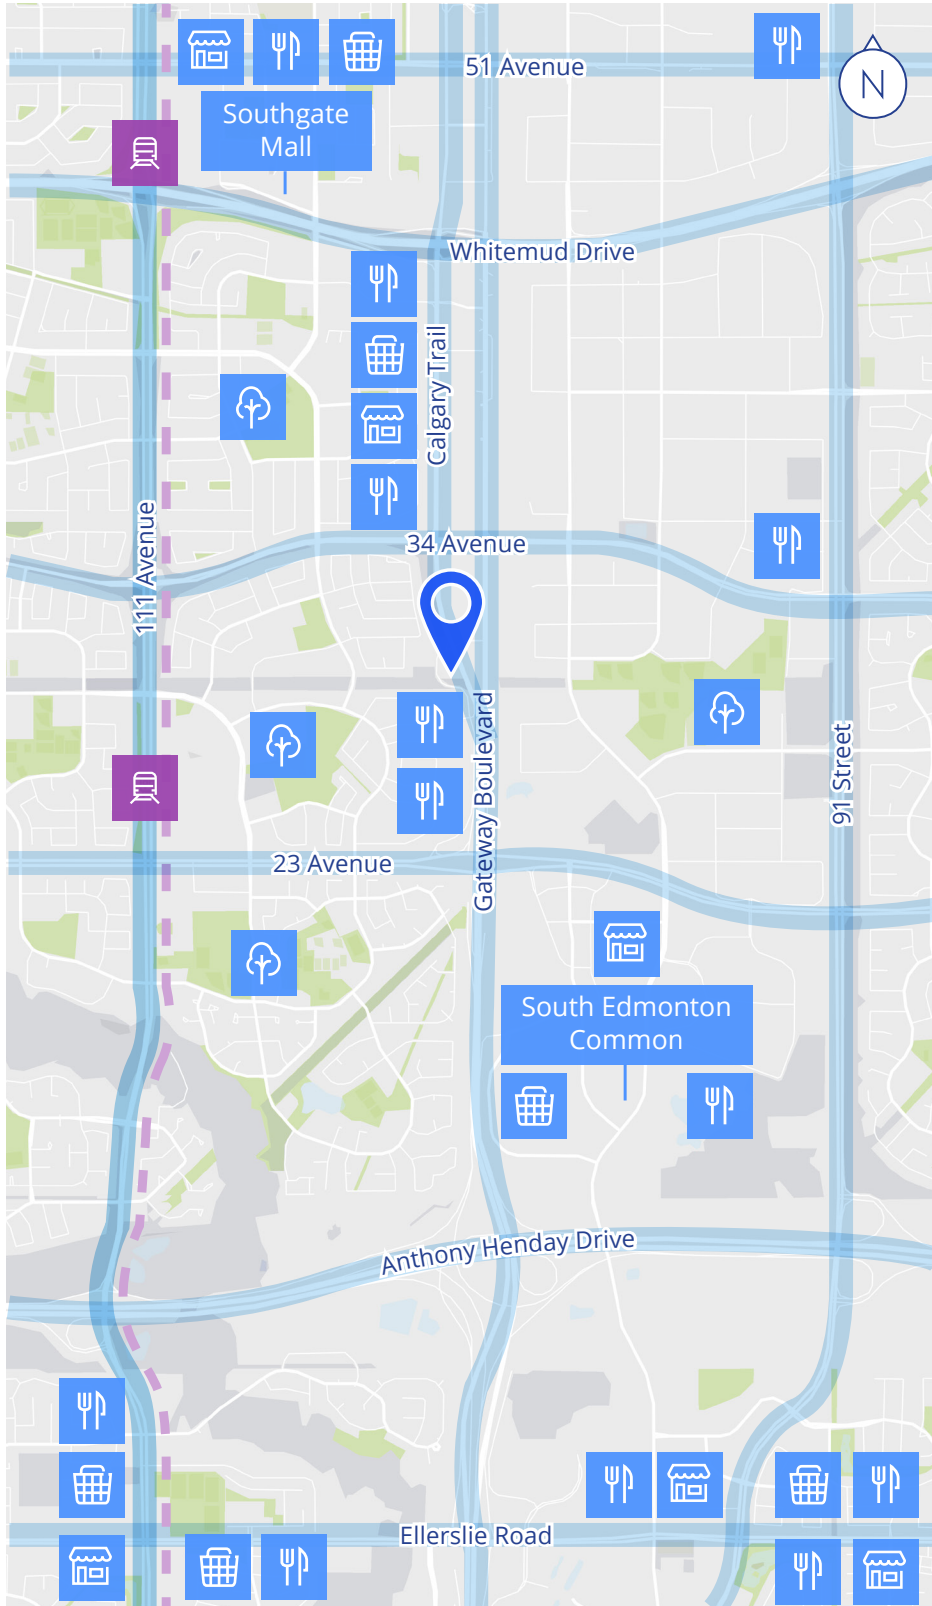 51 Avenue
N
Southgate
Mall
Whitemud Drive
Calgary Trail
111 Avenue
34 Avenue
Gateway Boulevard
91 Street
23 Avenue
South Edmonton
Common
Anthony Henday Drive
Ellerslie Road